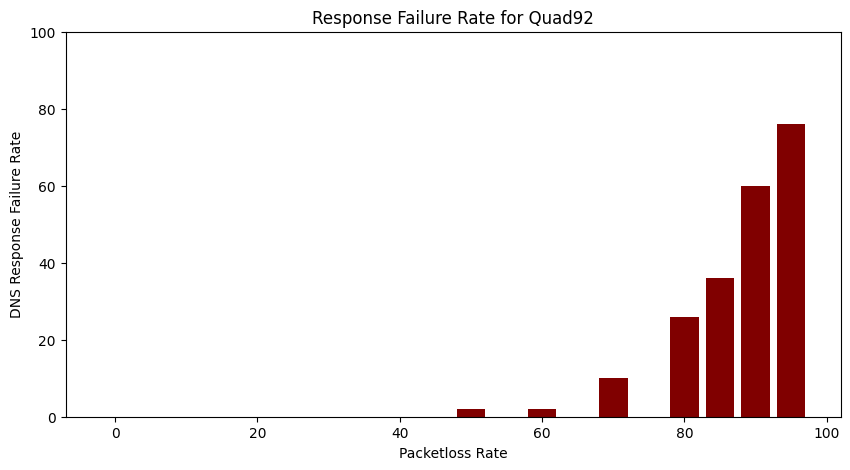 Response Failure Rate for Quad92
100
80
60
40
20
0
DNS Response Failure Rate
0 20 40 60 80 100
Packetloss Rate